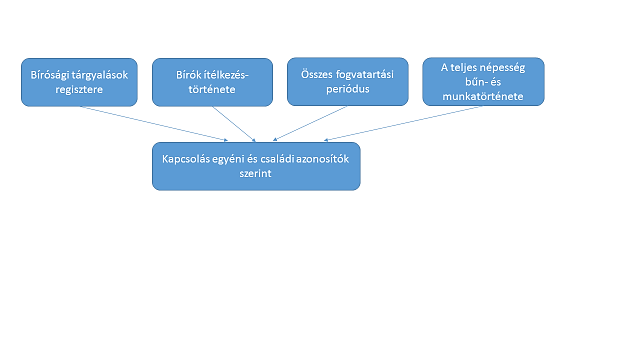 Bírósági tárgyalások
regisztere
Bírók ítélkezés-
története
Összes fogvatartási
periódus
A teljes népesség
bűn- és
munkatörténete
Kapcsolás egyéni és családi azonosítók
szerint